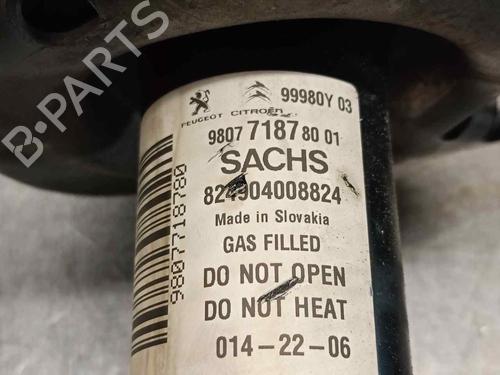 99980Y 03
PEUGEOT CITROËN
9807 7187 80 01
SACHS
824904008824
Made in Slovakia
GAS FILLED
DO NOT OPEN
DO NOT HEAT
014-22-06
9807718780
B-PARTS